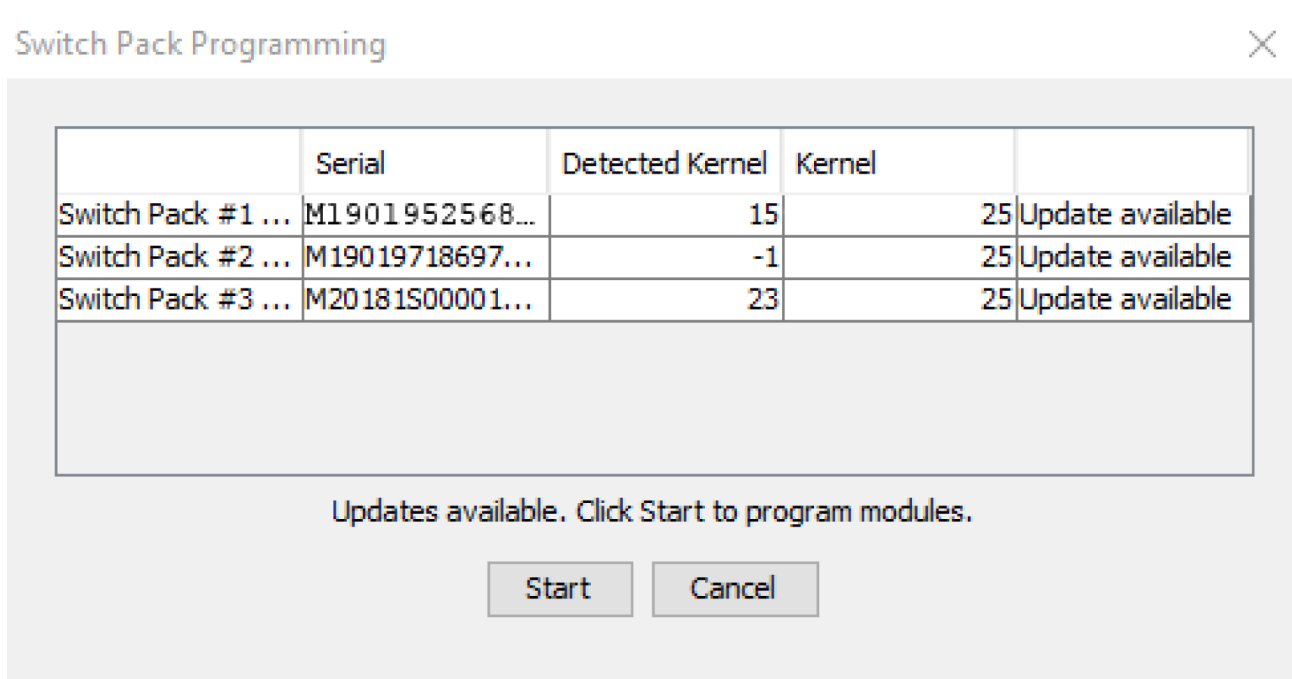 Switch Pack Programming
Serial Detected Kernel Kernel
Switch Pack #1 ... M1901952568... 15 25 Update available
Switch Pack #2 ... M19019718697... -1 25 Update available
Switch Pack #3 ... M20181S00001... 23 25 Update available
Updates available. Click Start to program modules.
Start Cancel